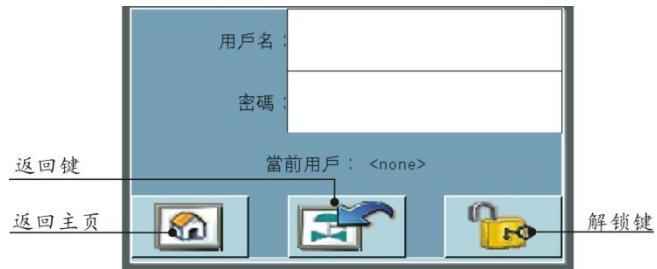 用戶名：
密碼：
當前用戶： <none>
返回键
返回主页
解锁键